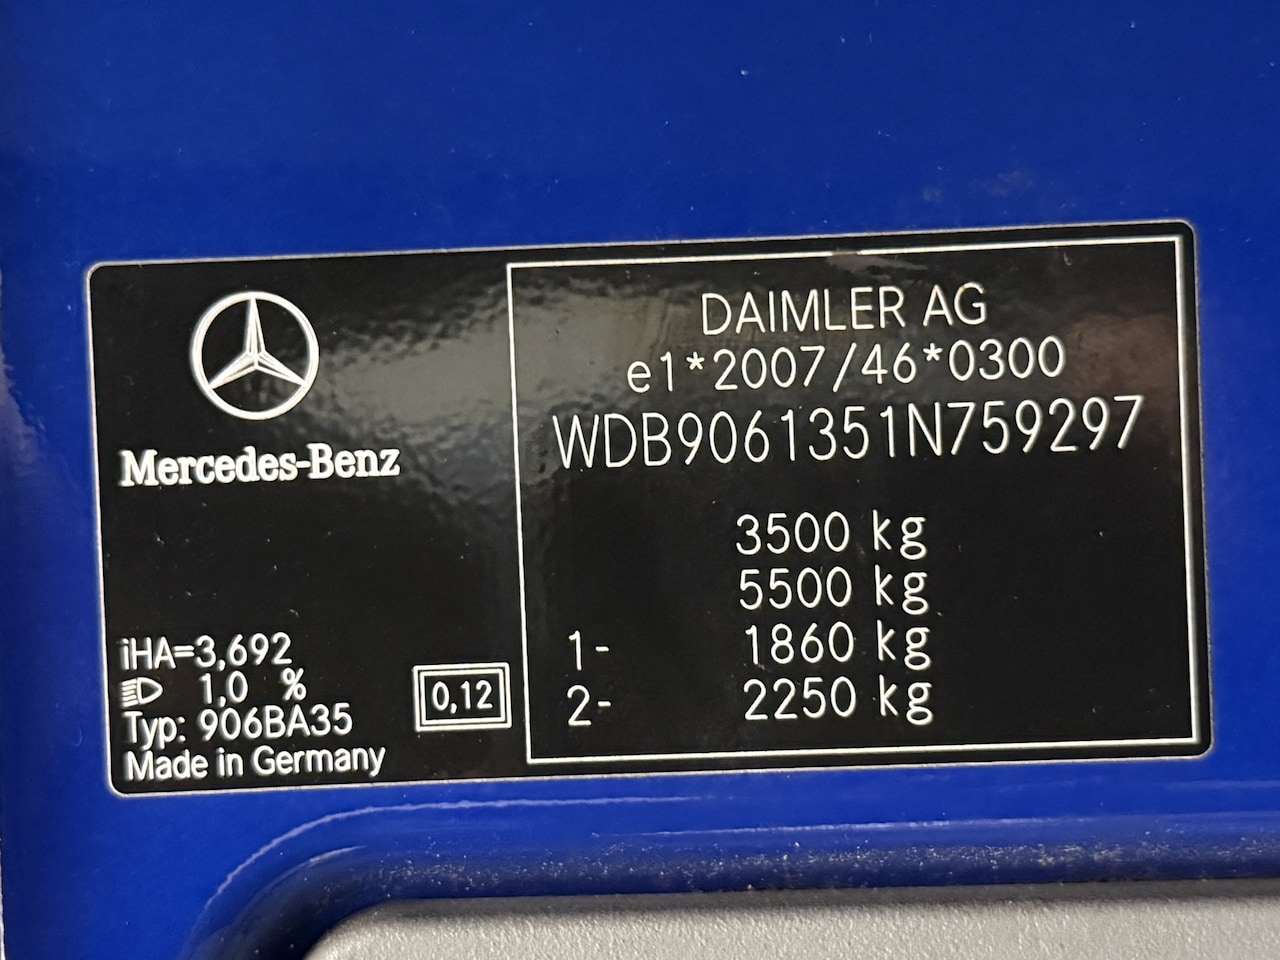 Mercedes-Benz
iHA=3,692
1,0 %
Typ: 906BA35
Made in Germany
0,12
DAIMLER AG
e1*2007/46*0300
WDB9061351N759297
3500 kg
5500 kg
1- 1860 kg
2- 2250 kg